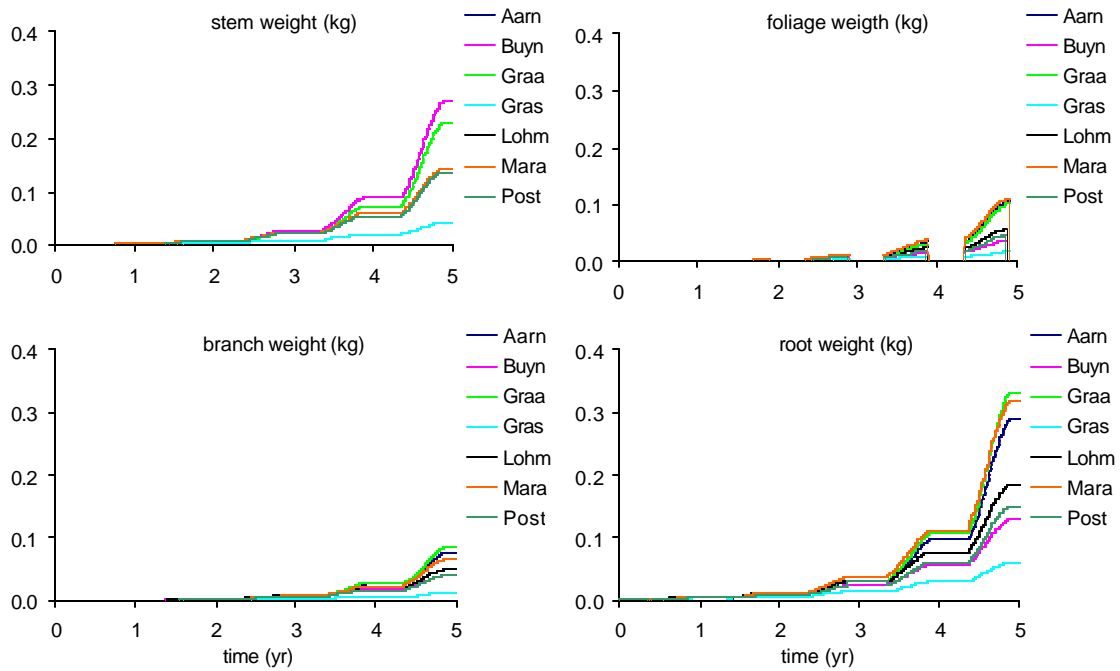 stem weight (kg)
0.4
0.3
0.2
0.1
0.0
0 1 2 3 4 5
Aarn
Buyn
Graa
Gras
Lohm
Mara
Post
foliage weigth (kg)
0.4
0.3
0.2
0.1
0.0
0 1 2 3 4 5
Aarn
Buyn
Graa
Gras
Lohm
Mara
Post
branch weight (kg)
0.4
0.3
0.2
0.1
0.0
0 1 2 3 4 5
time (yr)
Aarn
Buyn
Graa
Gras
Lohm
Mara
Post
root weight (kg)
0.4
0.3
0.2
0.1
0.0
0 1 2 3 4 5
time (yr)
Aarn
Buyn
Graa
Gras
Lohm
Mara
Post